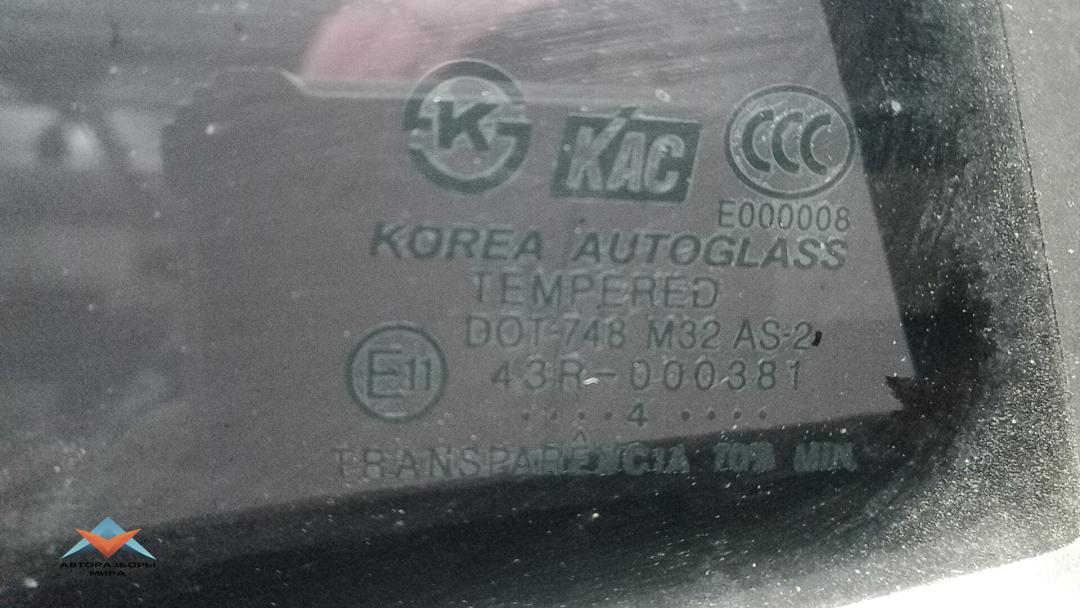 K
KAC
CCC
E000008
KOREA AUTOGLASS
TEMPERED
DOT-748 M32 AS-2
E11
43R-000381
. . . . 4 . . . .
TRANSPARÊNCIA 70% MIN
АВТОРАЗБОРЫ
МИРА